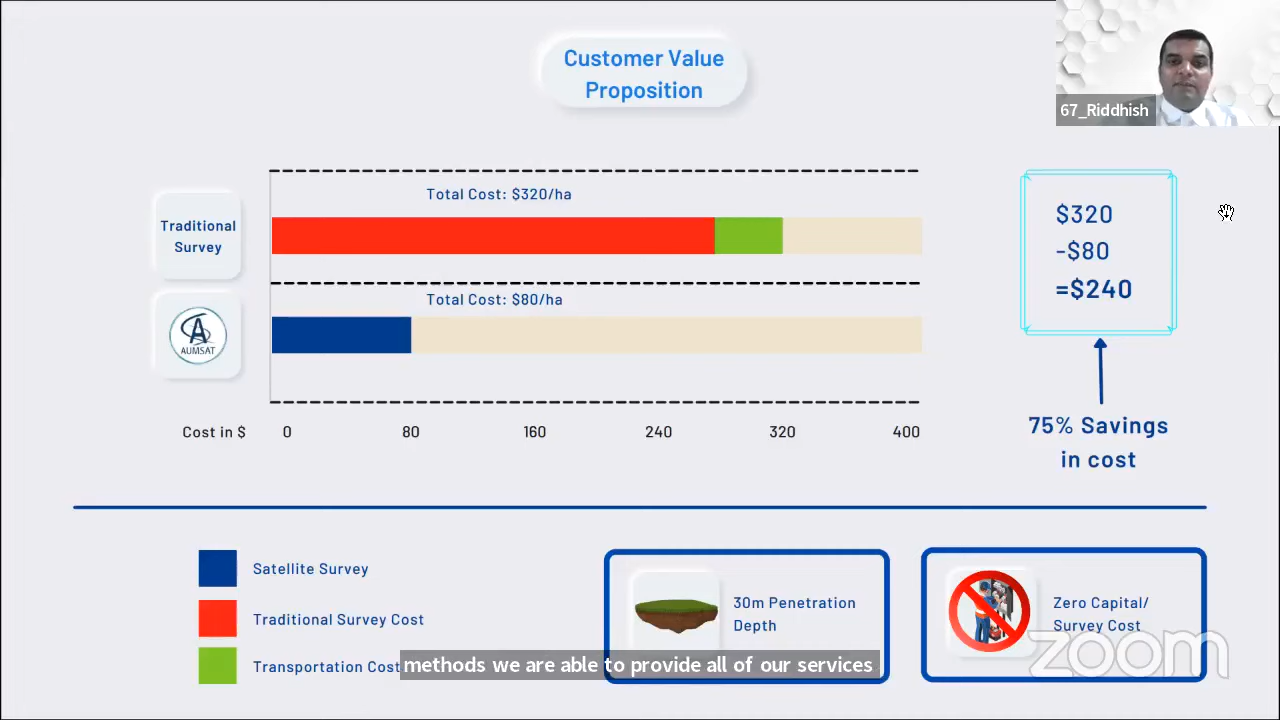 Customer Value
Proposition
67_Riddhish
Total Cost: $320/ha
Traditional
Survey
Total Cost: $80/ha
AUMSAT
Cost in $ 0 80 160 240 320 400
$320
-$80
=$240
75% Savings
in cost
Satellite Survey
Traditional Survey Cost
Transportation Cost
30m Penetration
Depth
Zero Capital/
Survey Cost
methods we are able to provide all of our services
zoom